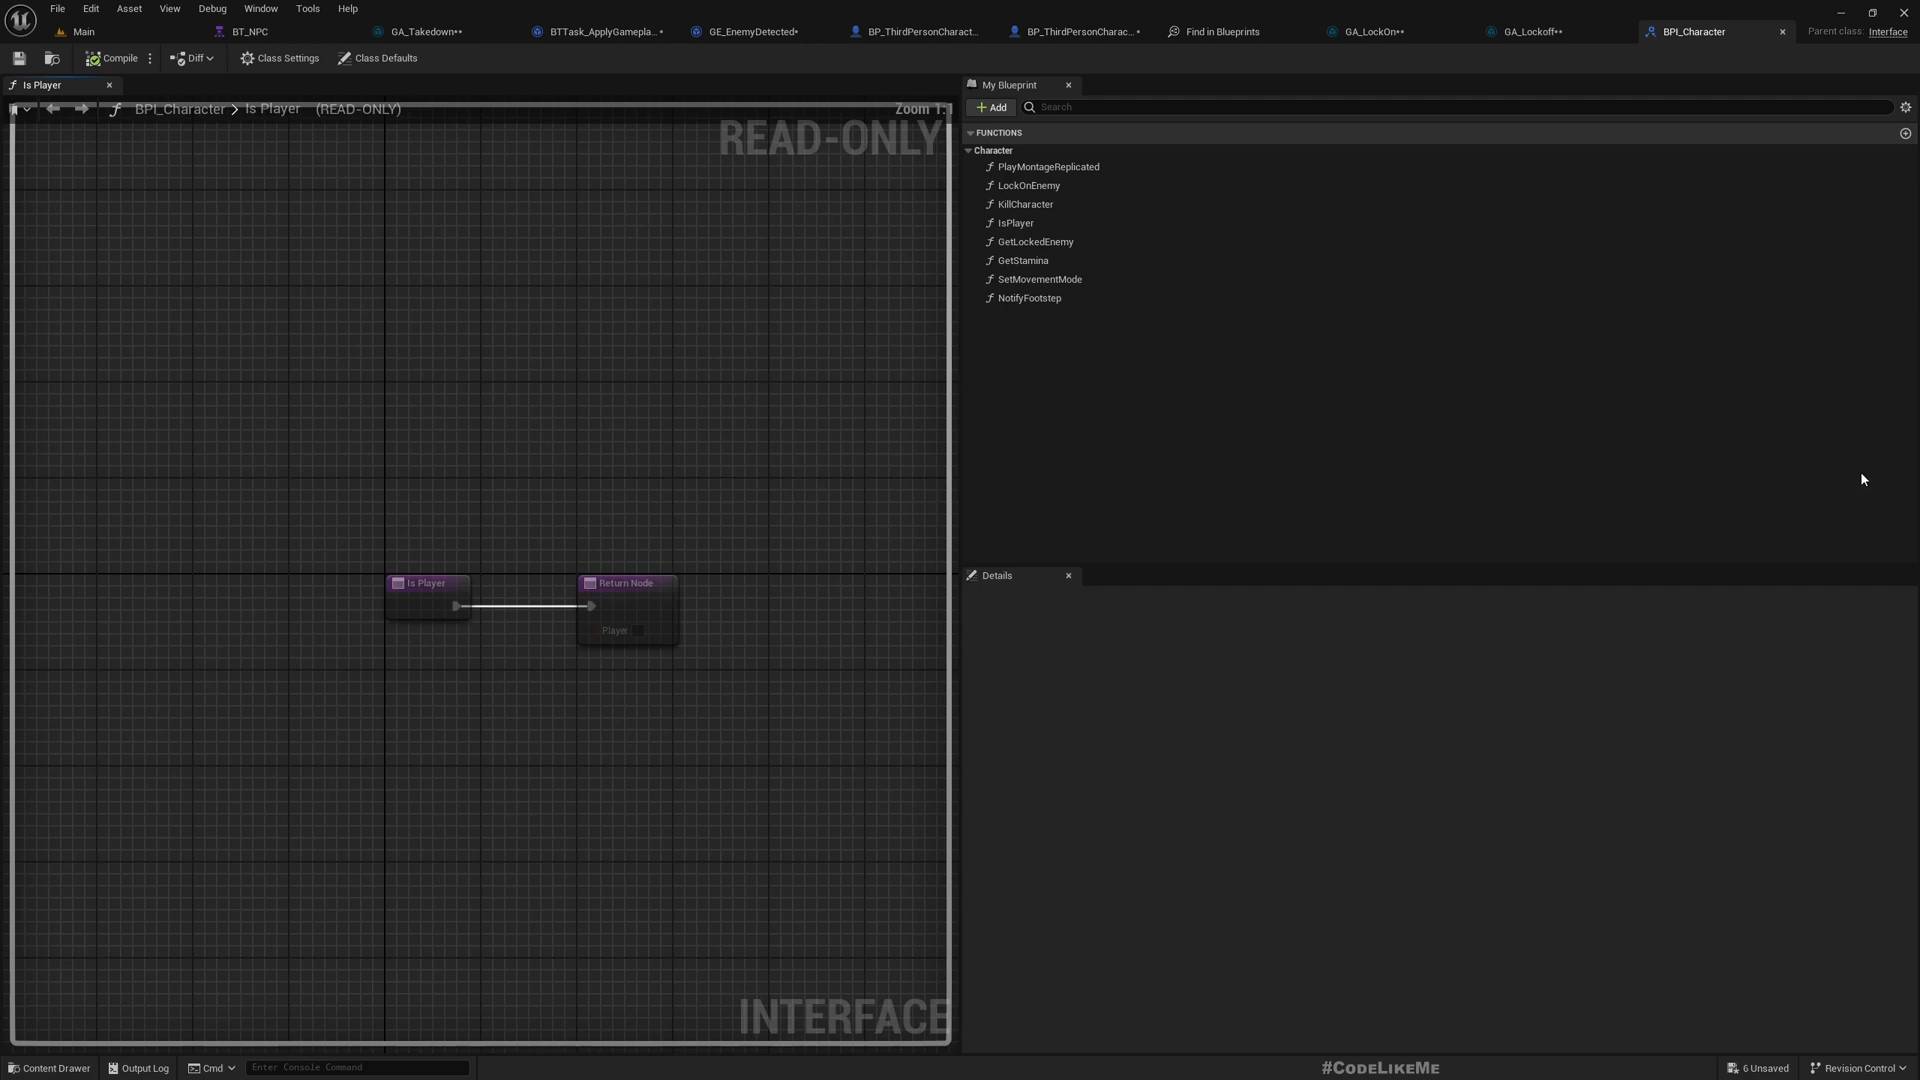 File Edit Asset View Debug Window Tools Help
Main BT_NPC GA_Takedown•• BTTask_ApplyGamepla...• GE_EnemyDetected• BP_ThirdPersonCharact... BP_ThirdPersonCharac...• Find in Blueprints GA_LockOn•• GA_Lockoff•• BPI_Character Parent class: Interface
Compile Diff Class Settings Class Defaults
Is Player
BPI_Character > Is Player (READ-ONLY) Zoom 1:1
READ-ONLY
Is Player
Return Node
Player
INTERFACE
My Blueprint
+ Add Search
FUNCTIONS
Character
PlayMontageReplicated
LockOnEnemy
KillCharacter
IsPlayer
GetLockedEnemy
GetStamina
SetMovementMode
NotifyFootstep
Details
Content Drawer Output Log Cmd Enter Console Command #CODELIKEME 6 Unsaved Revision Control